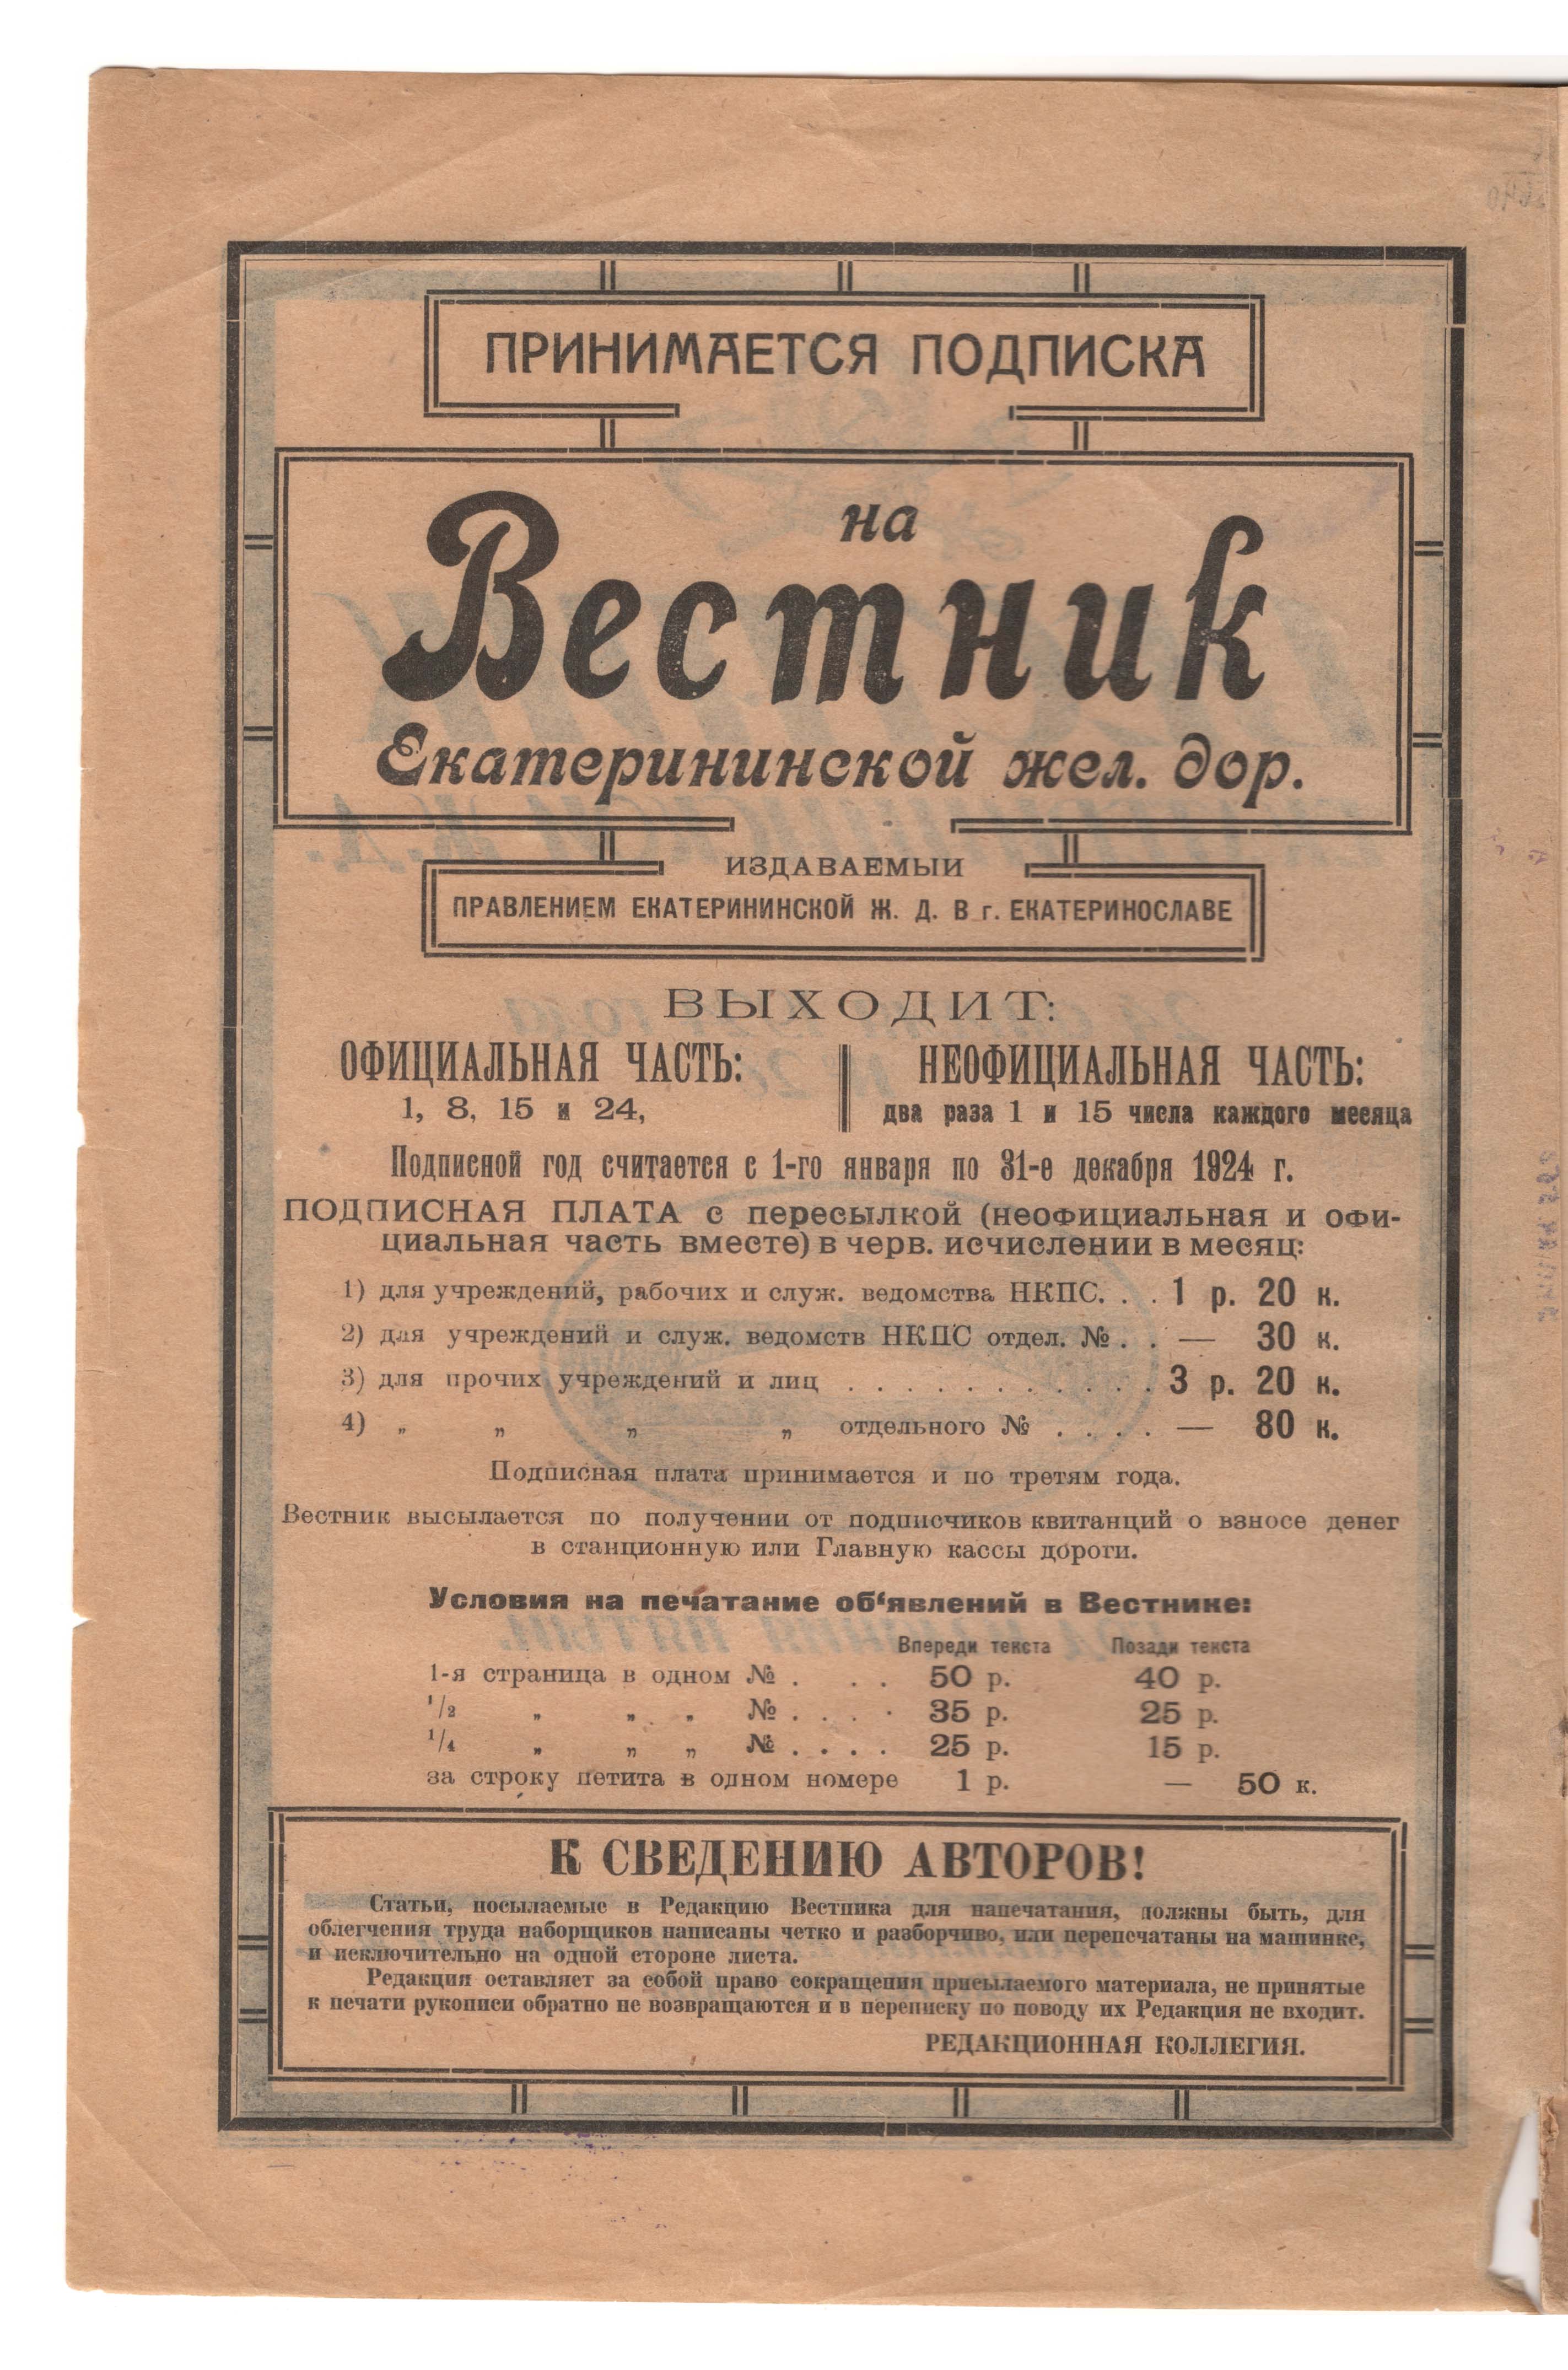 ПРИНИМАЕТСЯ ПОДПИСКА
на
Вестник
Екатерининской жел. дор.
ИЗДАВАЕМЫЙ
ПРАВЛЕНИЕМ ЕКАТЕРИНИНСКОЙ Ж. Д. В г. ЕКАТЕРИНОСЛАВЕ
ВЫХОДИТ:
ОФИЦИАЛЬНАЯ ЧАСТЬ:
1, 8, 15 и 24,
НЕОФИЦИАЛЬНАЯ ЧАСТЬ:
два раза 1 и 15 числа каждого месяца
Подписной год считается с 1-го января по 31-е декабря 1924 г.
ПОДПИСНАЯ ПЛАТА с пересылкой (неофициальная и офи-
циальная часть вместе) в черв. исчислении в месяц:
1) для учреждений, рабочих и служ. ведомства НКПС. . . 1 р. 20 к.
2) для учреждений и служ. ведомств НКПС отдел. № . . — 30 к.
3) для прочих учреждений и лиц . . . . . . . . . . . . 3 р. 20 к.
4) „ „ „ „ отдельного № . . . . — 80 к.
Подписная плата принимается и по третям года.
Вестник высылается по получении от подписчиков квитанций о взносе денег
в станционную или Главную кассы дороги.
Условия на печатание об‘явлений в Вестнике:
Впереди текста Позади текста
1-я страница в одном № . . . 50 р. 40 р.
1/2 „ „ „ № . . . . 35 р. 25 р.
1/4 „ „ „ № . . . . 25 р. 15 р.
за строку петита в одном номере 1 р. — 50 к.
К СВЕДЕНИЮ АВТОРОВ!
Статьи, посылаемые в Редакцию Вестника для напечатания, должны быть, для
облегчения труда наборщиков написаны четко и разборчиво, или перепечатаны на машинке,
и исключительно на одной стороне листа.
Редакция оставляет за собой право сокращения присылаемого материала, не принятые
к печати рукописи обратно не возвращаются и в переписку по поводу их Редакция не входит.
РЕДАКЦИОННАЯ КОЛЛЕГИЯ.